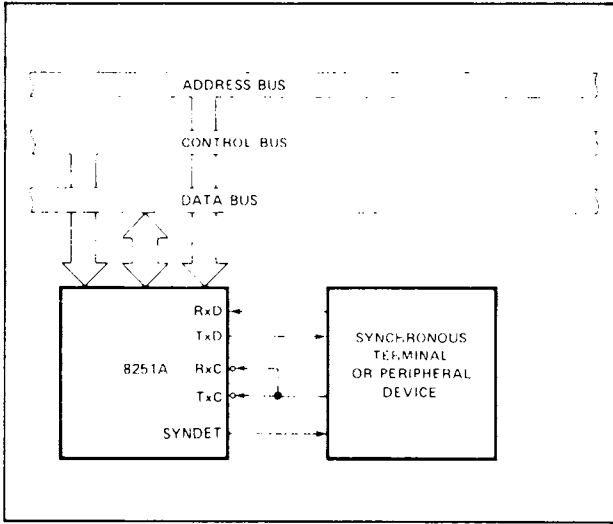 ADDRESS BUS
CONTROL BUS
DATA BUS
8251A
RxD
TxD
RxC
TxC
SYNDET
SYNCHRONOUS
TERMINAL
OR PERIPHERAL
DEVICE